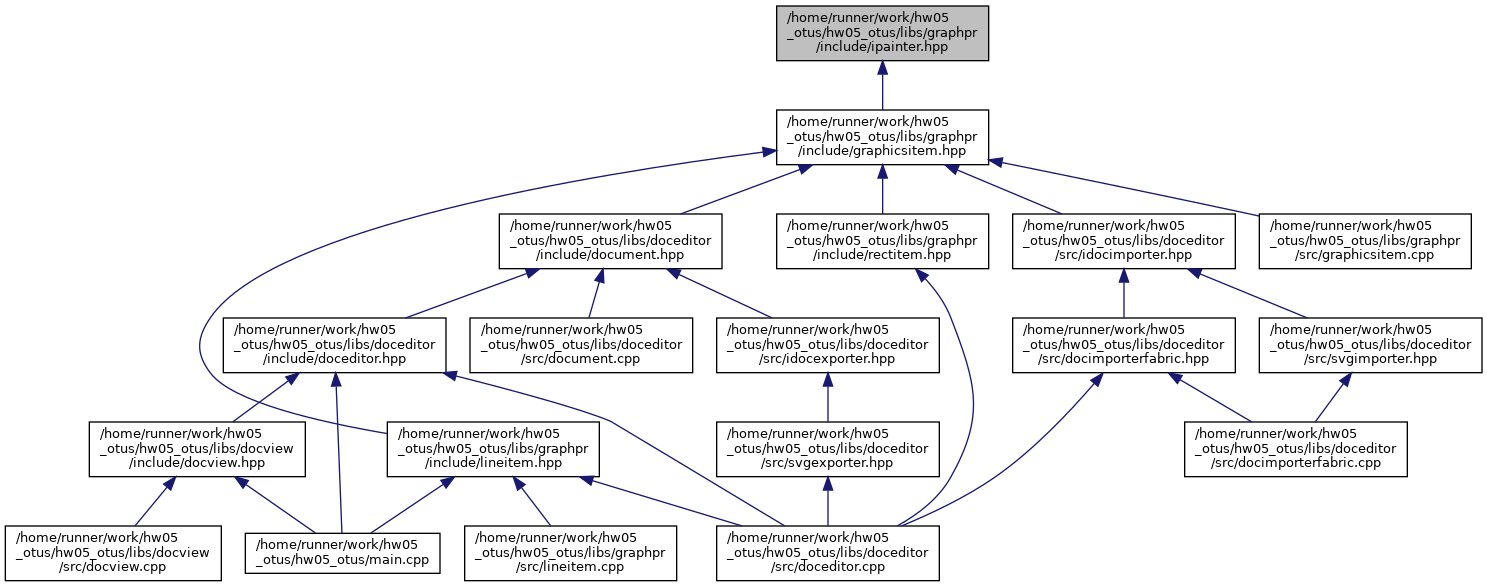 /home/runner/work/hw05
_otus/hw05_otus/libs/graphpr
/include/ipainter.hpp
/home/runner/work/hw05
_otus/hw05_otus/libs/graphpr
/include/graphicsitem.hpp
/home/runner/work/hw05
_otus/hw05_otus/libs/doceditor
/include/document.hpp
/home/runner/work/hw05
_otus/hw05_otus/libs/graphpr
/include/rectitem.hpp
/home/runner/work/hw05
_otus/hw05_otus/libs/doceditor
/src/idocimporter.hpp
/home/runner/work/hw05
_otus/hw05_otus/libs/graphpr
/src/graphicsitem.cpp
/home/runner/work/hw05
_otus/hw05_otus/libs/doceditor
/include/doceditor.hpp
/home/runner/work/hw05
_otus/hw05_otus/libs/doceditor
/src/document.cpp
/home/runner/work/hw05
_otus/hw05_otus/libs/doceditor
/src/idocexporter.hpp
/home/runner/work/hw05
_otus/hw05_otus/libs/doceditor
/src/docimporterfabric.hpp
/home/runner/work/hw05
_otus/hw05_otus/libs/doceditor
/src/svgimporter.hpp
/home/runner/work/hw05
_otus/hw05_otus/libs/docview
/include/docview.hpp
/home/runner/work/hw05
_otus/hw05_otus/libs/graphpr
/include/lineitem.hpp
/home/runner/work/hw05
_otus/hw05_otus/libs/doceditor
/src/svgexporter.hpp
/home/runner/work/hw05
_otus/hw05_otus/libs/doceditor
/src/docimporterfabric.cpp
/home/runner/work/hw05
_otus/hw05_otus/libs/docview
/src/docview.cpp
/home/runner/work/hw05
_otus/hw05_otus/main.cpp
/home/runner/work/hw05
_otus/hw05_otus/libs/graphpr
/src/lineitem.cpp
/home/runner/work/hw05
_otus/hw05_otus/libs/doceditor
/src/doceditor.cpp